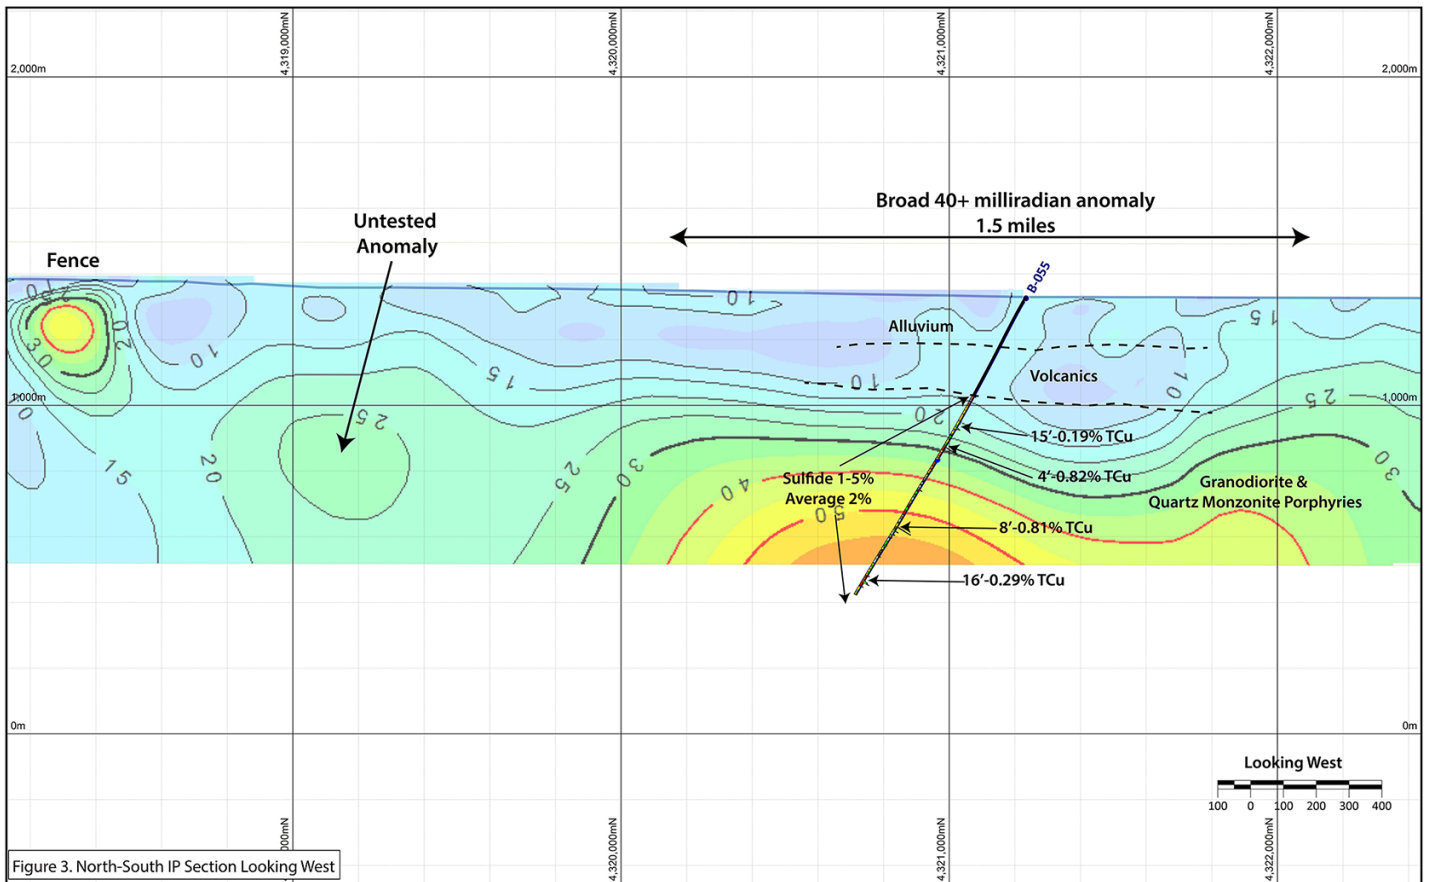 4,319,000mN
4,320,000mN
4,321,000mN
4,322,000mN
2,000m
2,000m
Broad 40+ milliradian anomaly
1.5 miles
Untested
Anomaly
Fence
B-055
10
15
Alluvium
20
30
10
15
10
Volcanics
10
25
1,000m
1,000m
0
25
20
15'-0.19% TCu
15
20
25
30
40
Sulfide 1-5%
Average 2%
50
4'-0.82% TCu
Granodiorite &
Quartz Monzonite Porphyries
30
8'-0.81% TCu
16'-0.29% TCu
0m
0m
Looking West
100 0 100 200 300 400
000mN
4,320,000mN
4,321,000mN
4,322,000mN
Figure 3. North-South IP Section Looking West